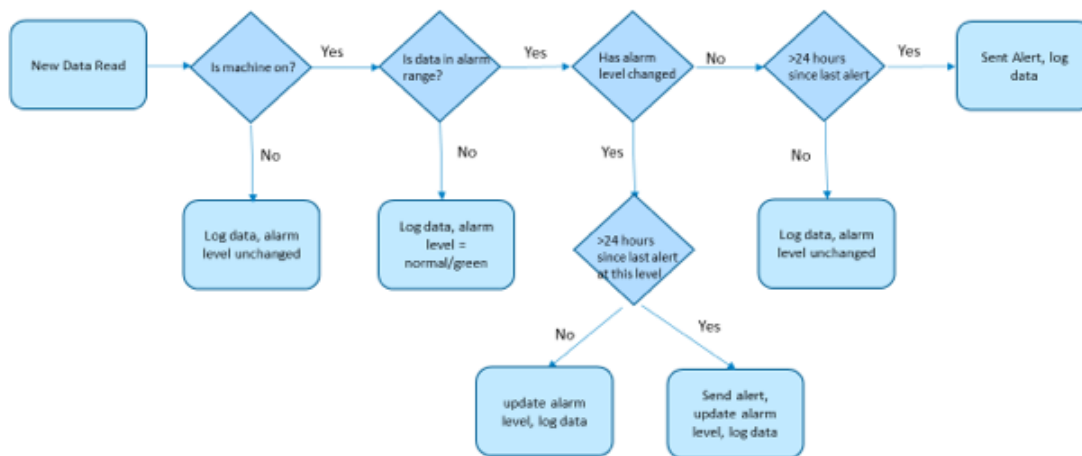 New Data Read
Is machine on?
Yes
Is data in alarm
range?
Yes
Has alarm
level changed
No
>24 hours
since last alert
Yes
Sent Alert, log
data
No
No
Yes
No
Log data, alarm
level unchanged
Log data, alarm
level =
normal/green
>24 hours
since last alert
at this level
Log data, alarm
level unchanged
No
Yes
update alarm
level, log data
Send alert,
update alarm
level, log data